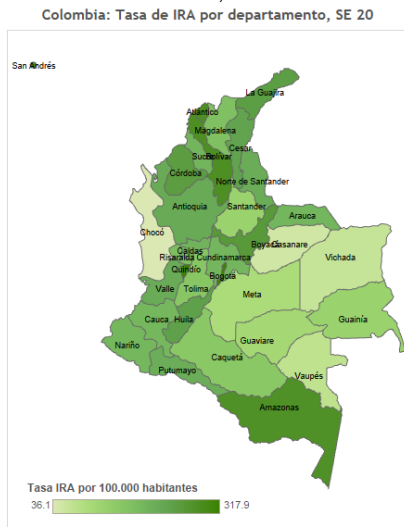 Colombia: Tasa de IRA por departamento, SE 20
San Andrés
La Guajira
Atlántico
Magdalena
Cesar
Sucre
Bolívar
Córdoba
Norte de Santander
Antioquía
Santander
Arauca
Chocó
Boyacá
Casanare
Caldas
Risaralda
Cundinamarca
Vichada
Quindío
Bogotá
Valle
Tolima
Meta
Cauca
Huila
Guainía
Guaviare
Nariño
Caquetá
Putumayo
Vaupés
Amazonas
Tasa IRA por 100.000 habitantes
36.1
317.9